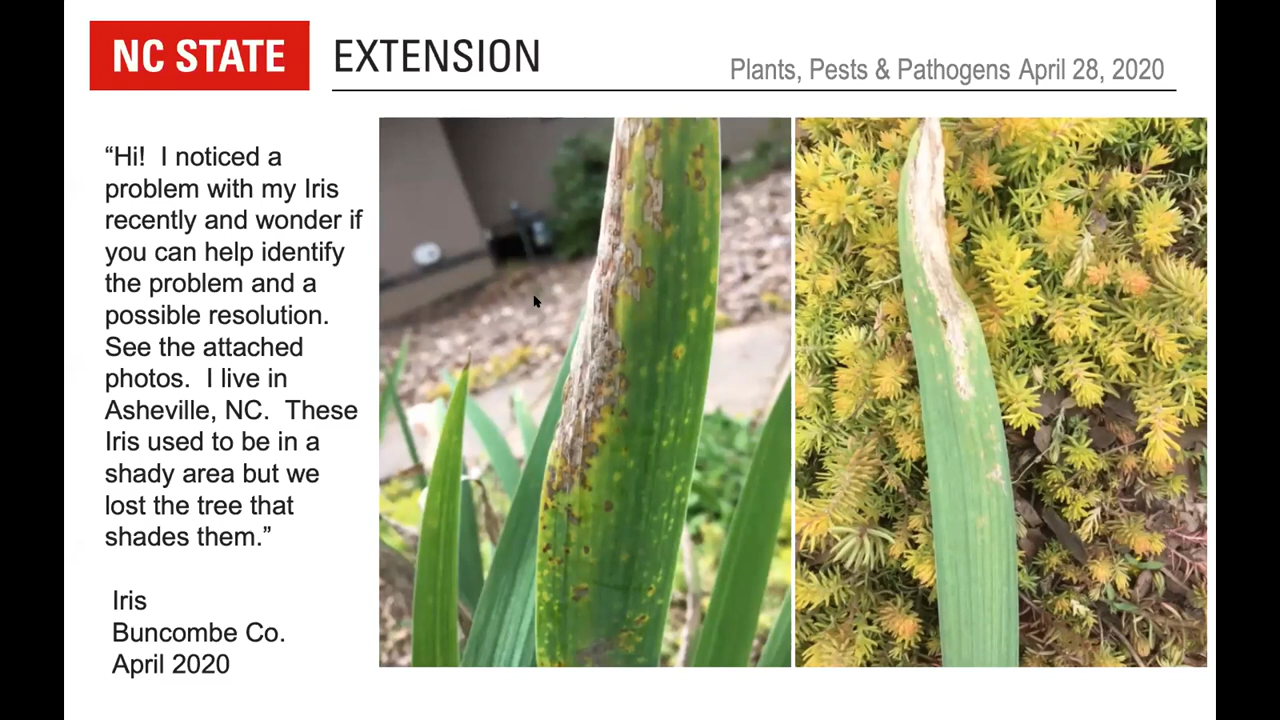 NC STATE EXTENSION
Plants, Pests & Pathogens April 28, 2020
“Hi!  I noticed a
problem with my Iris
recently and wonder if
you can help identify
the problem and a
possible resolution.
See the attached
photos.  I live in
Asheville, NC.  These
Iris used to be in a
shady area but we
lost the tree that
shades them.”
Iris
Buncombe Co.
April 2020